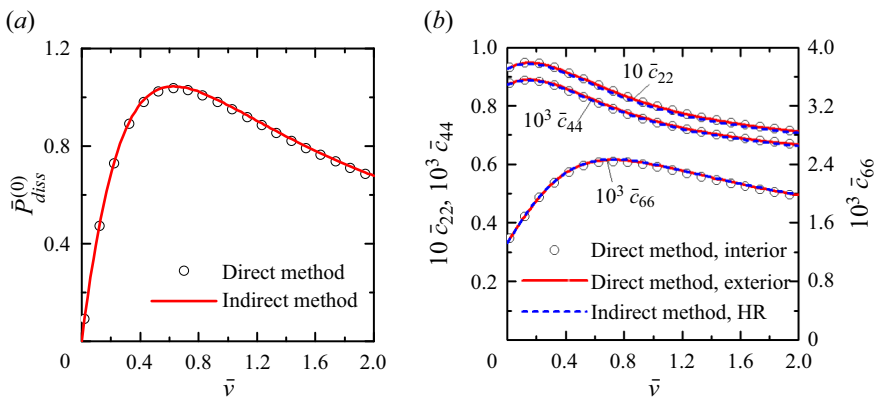 (a)
1.2
0.8
0.4
0
0.4
0.8
1.2
1.6
2.0
P̄(0)diss
v̄
Direct method
Indirect method
(b)
1.0
0.8
0.6
0.4
0.2
0
0.4
0.8
1.2
1.6
2.0
4.0
3.2
2.4
1.6
0.8
0
10 c̄22, 10³ c̄44
10³ c̄66
v̄
10 c̄22
10³ c̄44
10³ c̄66
Direct method, interior
Direct method, exterior
Indirect method, HR